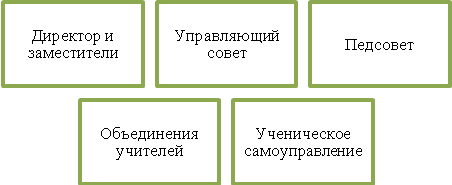 Директор и
заместители
Управляющий
совет
Педсовет
Объединения
учителей
Ученическое
самоуправление